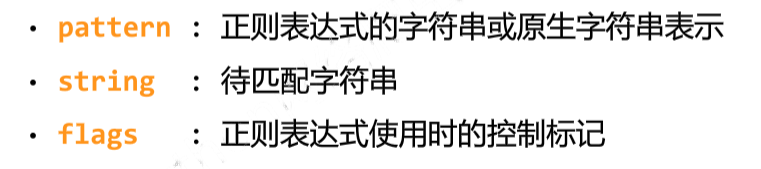 · pattern : 正则表达式的字符串或原生字符串表示
· string : 待匹配字符串
· flags : 正则表达式使用时的控制标记